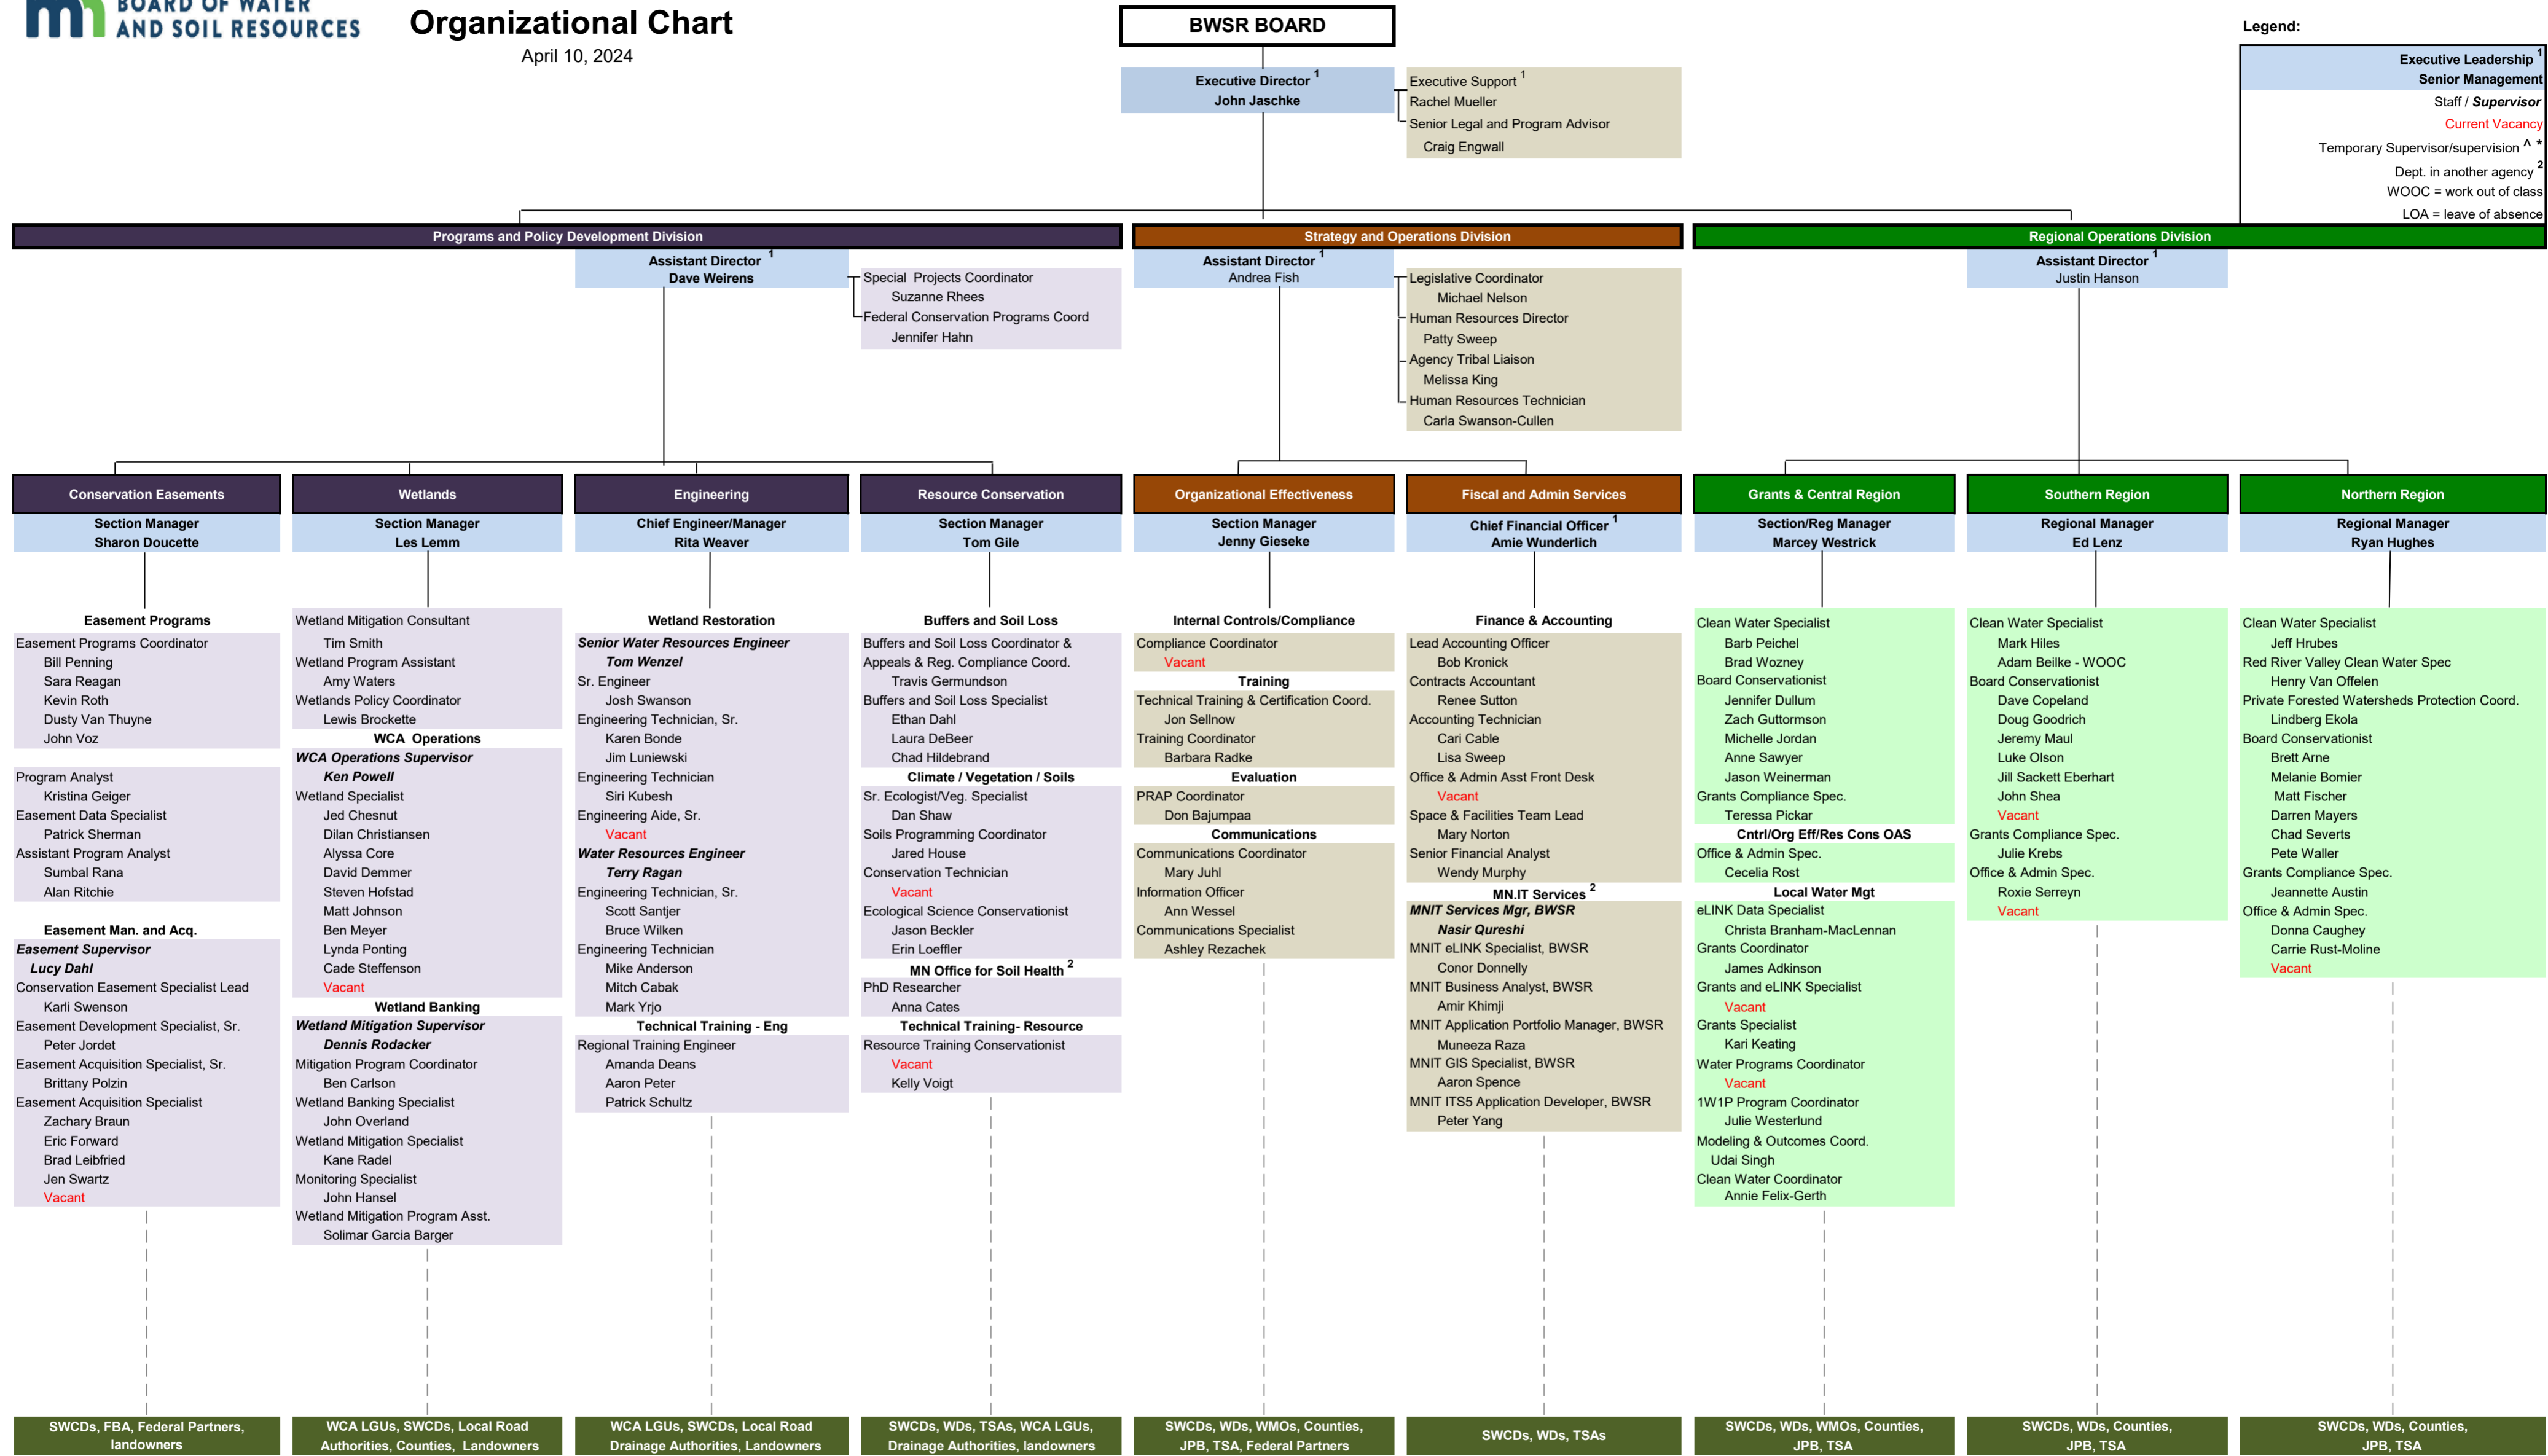 BOARD OF WATER
AND SOIL RESOURCES
Organizational Chart
April 10, 2024
BWSR BOARD
Executive Director 1
John Jaschke
Executive Support 1
Rachel Mueller
Senior Legal and Program Advisor
Craig Engwall
Legend:
Executive Leadership 1
Senior Management
Staff / Supervisor
Current Vacancy
Temporary Supervisor/supervision ^ *
Dept. in another agency 2
WOOC = work out of class
LOA = leave of absence
Programs and Policy Development Division
Assistant Director 1
Dave Weirens
Special Projects Coordinator
Suzanne Rhees
Federal Conservation Programs Coord
Jennifer Hahn
Strategy and Operations Division
Assistant Director 1
Andrea Fish
Legislative Coordinator
Michael Nelson
Human Resources Director
Patty Sweep
Agency Tribal Liaison
Melissa King
Human Resources Technician
Carla Swanson-Cullen
Regional Operations Division
Assistant Director 1
Justin Hanson
Conservation Easements
Section Manager
Sharon Doucette
Easement Programs
Easement Programs Coordinator
Bill Penning
Sara Reagan
Kevin Roth
Dusty Van Thuyne
John Voz
Program Analyst
Kristina Geiger
Easement Data Specialist
Patrick Sherman
Assistant Program Analyst
Sumbal Rana
Alan Ritchie
Easement Man. and Acq.
Easement Supervisor
Lucy Dahl
Conservation Easement Specialist Lead
Karli Swenson
Easement Development Specialist, Sr.
Peter Jordet
Easement Acquisition Specialist, Sr.
Brittany Polzin
Easement Acquisition Specialist
Zachary Braun
Eric Forward
Brad Leibfried
Jen Swartz
Vacant
SWCDs, FBA, Federal Partners,
landowners
Wetlands
Section Manager
Les Lemm
Wetland Mitigation Consultant
Tim Smith
Wetland Program Assistant
Amy Waters
Wetlands Policy Coordinator
Lewis Brockette
WCA Operations
WCA Operations Supervisor
Ken Powell
Wetland Specialist
Jed Chesnut
Dilan Christiansen
Alyssa Core
David Demmer
Steven Hofstad
Matt Johnson
Ben Meyer
Lynda Ponting
Cade Steffenson
Vacant
Wetland Banking
Wetland Mitigation Supervisor
Dennis Rodacker
Mitigation Program Coordinator
Ben Carlson
Wetland Banking Specialist
John Overland
Wetland Mitigation Specialist
Kane Radel
Monitoring Specialist
John Hansel
Wetland Mitigation Program Asst.
Solimar Garcia Barger
WCA LGUs, SWCDs, Local Road
Authorities, Counties, Landowners
Engineering
Chief Engineer/Manager
Rita Weaver
Wetland Restoration
Senior Water Resources Engineer
Tom Wenzel
Sr. Engineer
Josh Swanson
Engineering Technician, Sr.
Karen Bonde
Jim Luniewski
Engineering Technician
Siri Kubesh
Engineering Aide, Sr.
Vacant
Water Resources Engineer
Terry Ragan
Engineering Technician, Sr.
Scott Santjer
Bruce Wilken
Engineering Technician
Mike Anderson
Mitch Cabak
Mark Yrjo
Technical Training - Eng
Regional Training Engineer
Amanda Deans
Aaron Peter
Patrick Schultz
WCA LGUs, SWCDs, Local Road
Drainage Authorities, Landowners
Resource Conservation
Section Manager
Tom Gile
Buffers and Soil Loss
Buffers and Soil Loss Coordinator &
Appeals & Reg. Compliance Coord.
Travis Germundson
Buffers and Soil Loss Specialist
Ethan Dahl
Laura DeBeer
Chad Hildebrand
Climate / Vegetation / Soils
Sr. Ecologist/Veg. Specialist
Dan Shaw
Soils Programming Coordinator
Jared House
Conservation Technician
Vacant
Ecological Science Conservationist
Jason Beckler
Erin Loeffler
MN Office for Soil Health 2
PhD Researcher
Anna Cates
Technical Training- Resource
Resource Training Conservationist
Vacant
Kelly Voigt
SWCDs, WDs, TSAs, WCA LGUs,
Drainage Authorities, landowners
Organizational Effectiveness
Section Manager
Jenny Gieseke
Internal Controls/Compliance
Compliance Coordinator
Vacant
Training
Technical Training & Certification Coord.
Jon Sellnow
Training Coordinator
Barbara Radke
Evaluation
PRAP Coordinator
Don Bajumpaa
Communications
Communications Coordinator
Mary Juhl
Information Officer
Ann Wessel
Communications Specialist
Ashley Rezachek
SWCDs, WDs, WMOs, Counties,
JPB, TSA, Federal Partners
Fiscal and Admin Services
Chief Financial Officer 1
Amie Wunderlich
Finance & Accounting
Lead Accounting Officer
Bob Kronick
Contracts Accountant
Renee Sutton
Accounting Technician
Cari Cable
Lisa Sweep
Office & Admin Asst Front Desk
Vacant
Space & Facilities Team Lead
Mary Norton
Senior Financial Analyst
Wendy Murphy
MN.IT Services 2
MNIT Services Mgr, BWSR
Nasir Qureshi
MNIT eLINK Specialist, BWSR
Conor Donnelly
MNIT Business Analyst, BWSR
Amir Khimji
MNIT Application Portfolio Manager, BWSR
Muneeza Raza
MNIT GIS Specialist, BWSR
Aaron Spence
MNIT ITS5 Application Developer, BWSR
Peter Yang
SWCDs, WDs, TSAs
Grants & Central Region
Section/Reg Manager
Marcey Westrick
Clean Water Specialist
Barb Peichel
Brad Wozney
Board Conservationist
Jennifer Dullum
Zach Guttormson
Michelle Jordan
Anne Sawyer
Jason Weinerman
Grants Compliance Spec.
Teressa Pickar
Cntrl/Org Eff/Res Cons OAS
Office & Admin Spec.
Cecelia Rost
Local Water Mgt
eLINK Data Specialist
Christa Branham-MacLennan
Grants Coordinator
James Adkinson
Grants and eLINK Specialist
Vacant
Grants Specialist
Kari Keating
Water Programs Coordinator
Vacant
1W1P Program Coordinator
Julie Westerlund
Modeling & Outcomes Coord.
Udai Singh
Clean Water Coordinator
Annie Felix-Gerth
SWCDs, WDs, WMOs, Counties,
JPB, TSA
Southern Region
Regional Manager
Ed Lenz
Clean Water Specialist
Mark Hiles
Adam Beilke - WOOC
Board Conservationist
Dave Copeland
Doug Goodrich
Jeremy Maul
Luke Olson
Jill Sackett Eberhart
John Shea
Vacant
Grants Compliance Spec.
Julie Krebs
Office & Admin Spec.
Roxie Serreyn
Vacant
SWCDs, WDs, Counties,
JPB, TSA
Northern Region
Regional Manager
Ryan Hughes
Clean Water Specialist
Jeff Hrubes
Red River Valley Clean Water Spec
Henry Van Offelen
Private Forested Watersheds Protection Coord.
Lindberg Ekola
Board Conservationist
Brett Arne
Melanie Bomier
Matt Fischer
Darren Mayers
Chad Severts
Pete Waller
Grants Compliance Spec.
Jeannette Austin
Office & Admin Spec.
Donna Caughey
Carrie Rust-Moline
Vacant
SWCDs, WDs, Counties,
JPB, TSA